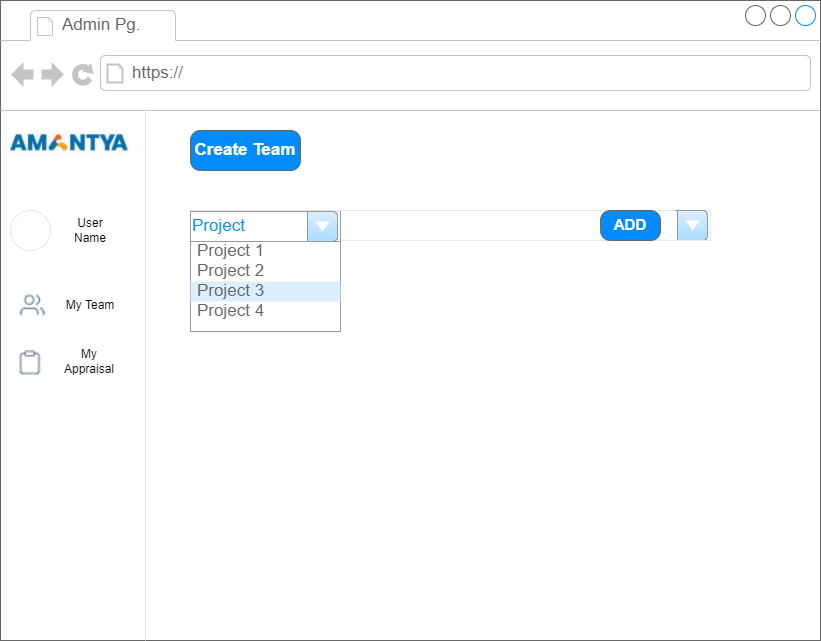 Admin Pg.
https://
AMANTYA
Create Team
User
Name
Project
ADD
Project 1
Project 2
Project 3
Project 4
My Team
My
Appraisal